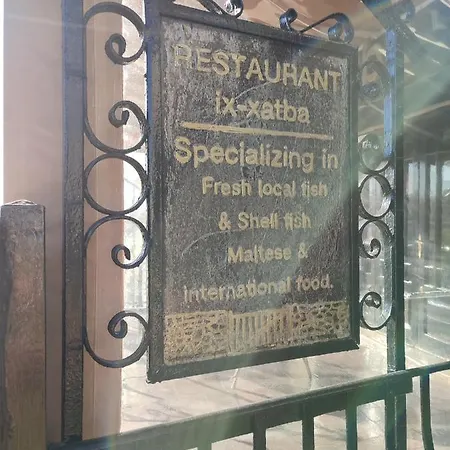 RESTAURANT
ix-xatba
Specializing in
Fresh local fish
& Shell fish
Maltese &
international food.